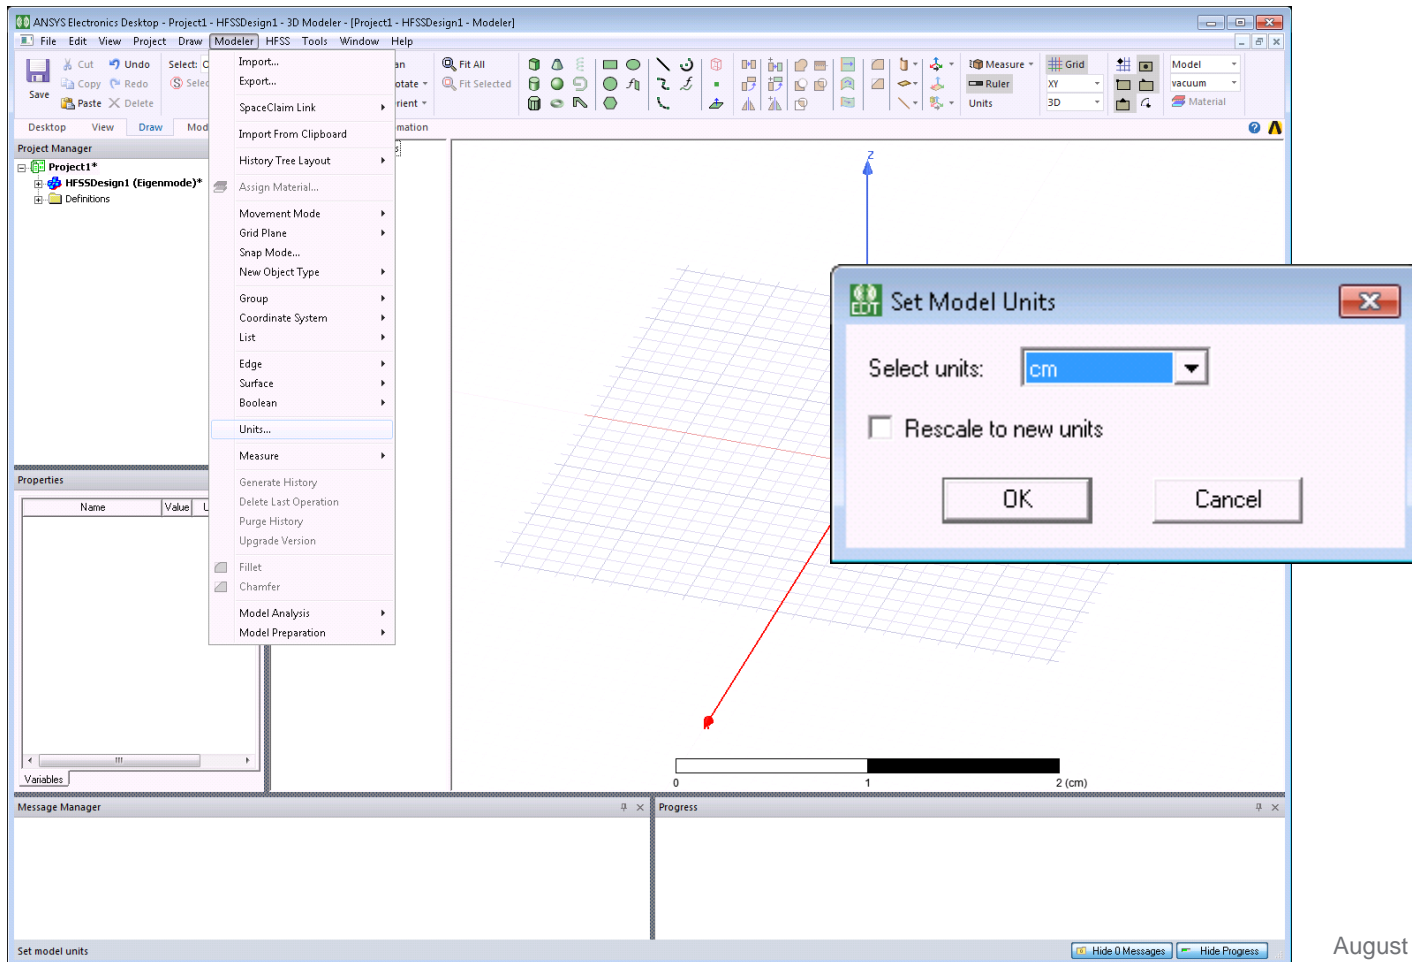 ANSYS Electronics Desktop - Project1 - HFSSDesign1 - 3D Modeler - [Project1 - HFSSDesign1 - Modeler]
File Edit View Project Draw Modeler HFSS Tools Window Help
Save
Cut Undo Select:
Copy Redo
Paste Delete
Fit All
Fit Selected
Measure
Ruler
Units
Grid
XY
3D
Model
vacuum
Material
Desktop View Draw
Project Manager
Project1*
HFSSDesign1 (Eigenmode)*
Definitions
Import...
Export...
SpaceClaim Link
Import From Clipboard
History Tree Layout
Assign Material...
Movement Mode
Grid Plane
Snap Mode...
New Object Type
Group
Coordinate System
List
Edge
Surface
Boolean
Units...
Measure
Generate History
Delete Last Operation
Purge History
Upgrade Version
Fillet
Chamfer
Model Analysis
Model Preparation
Properties
Name Value
Variables
Z
0 1 2 (cm)
EDT Set Model Units
Select units: cm
Rescale to new units
OK Cancel
Message Manager
Progress
Set model units
Hide 0 Messages Hide Progress
August